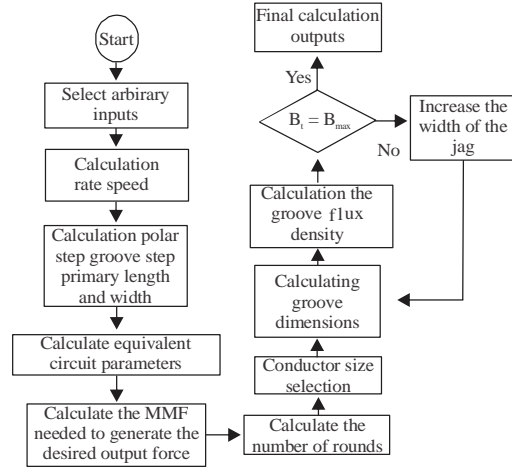 Start
Select arbirary
inputs
Calculation
rate speed
Calculation polar
step groove step
primary length
and width
Calculate equivalent
circuit parameters
Calculate the MMF
needed to generate the
desired output force
Calculate the
number of rounds
Conductor size
selection
Calculating
groove
dimensions
Calculation the
groove flux
density
Bt = Bmax
Yes
No
Final calculation
outputs
Increase the
width of the
jag